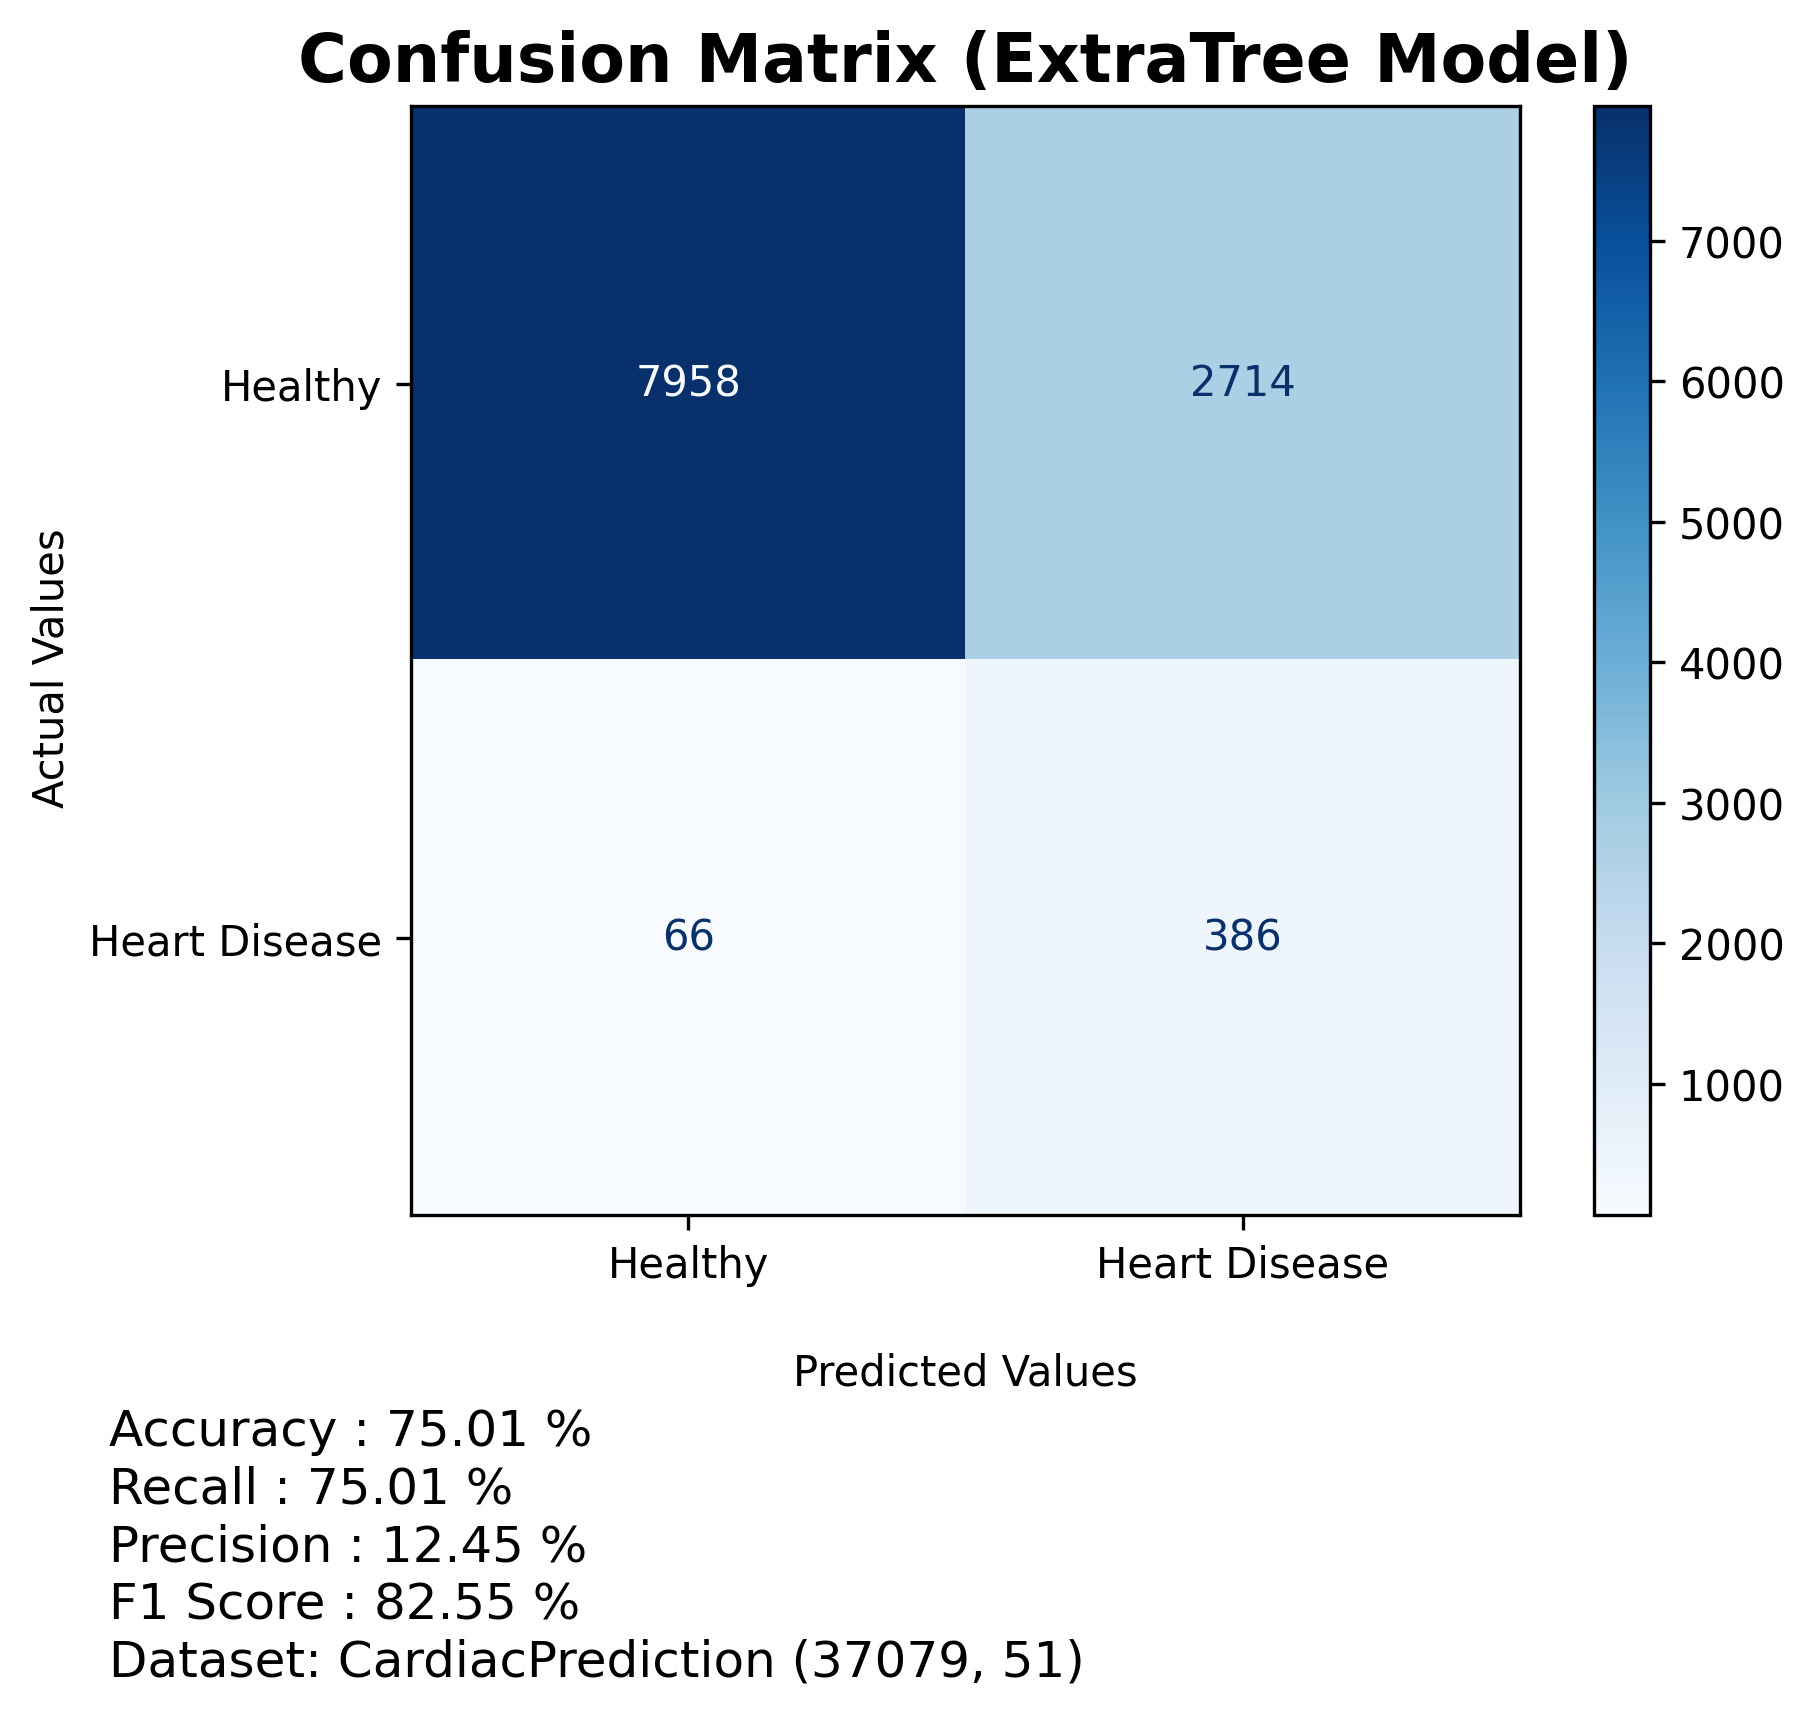 Confusion Matrix (ExtraTree Model)
Actual Values
Healthy
7958
2714
Heart Disease
66
386
7000
6000
5000
4000
3000
2000
1000
Healthy
Heart Disease
Predicted Values
Accuracy : 75.01 %
Recall : 75.01 %
Precision : 12.45 %
F1 Score : 82.55 %
Dataset: CardiacPrediction (37079, 51)